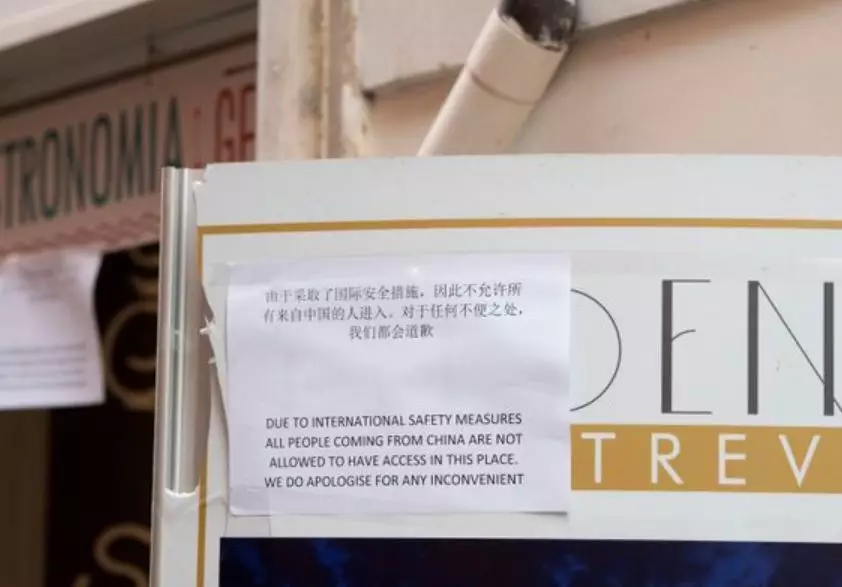 STRONOMIA GE
由于采取了国际安全措施，因此不允许所
有来自中国的人进入。对于任何不便之处，
我们都会道歉
DUE TO INTERNATIONAL SAFETY MEASURES
ALL PEOPLE COMING FROM CHINA ARE NOT
ALLOWED TO HAVE ACCESS IN THIS PLACE.
WE DO APOLOGISE FOR ANY INCONVENIENT
DEN
TREV